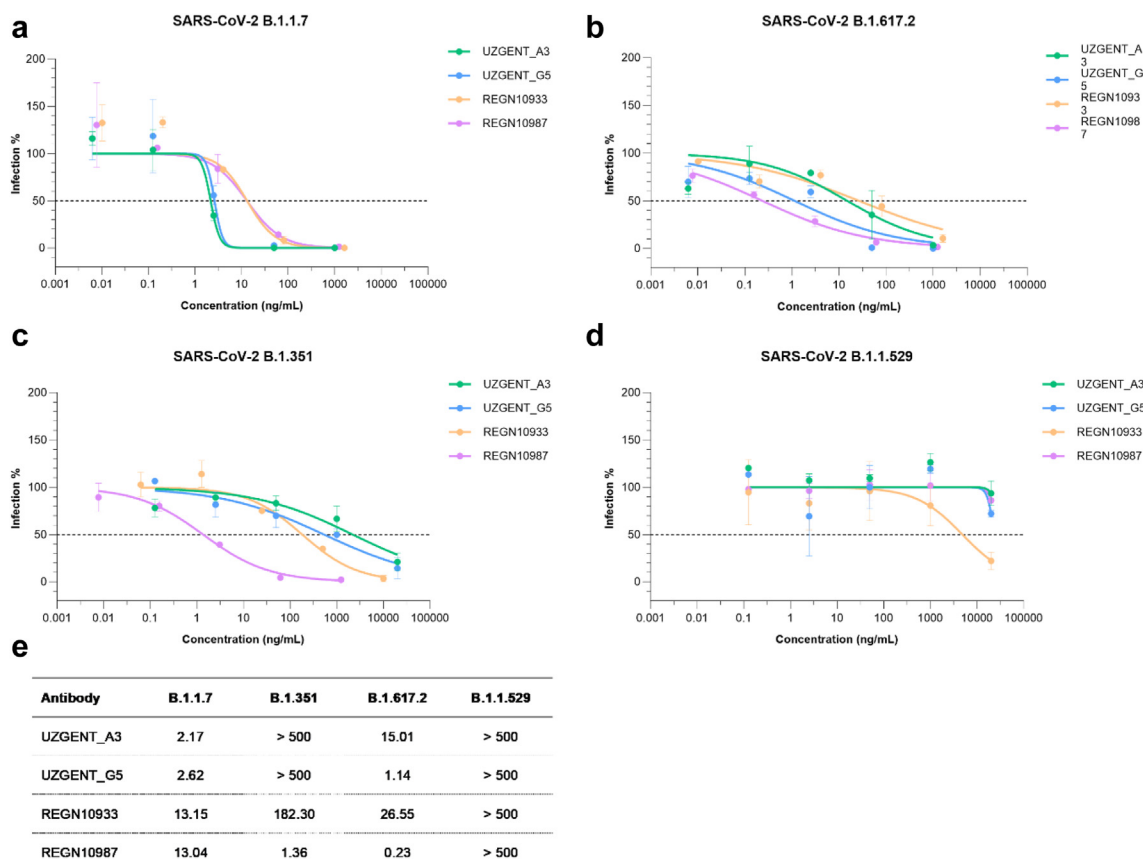 a
SARS-CoV-2 B.1.1.7
200
150
100
50
0
Infection %
0.001 0.01 0.1 1 10 100 1000 10000 100000
Concentration (ng/mL)
UZGENT_A3
UZGENT_G5
REGN10933
REGN10987
b
SARS-CoV-2 B.1.617.2
200
150
100
50
0
Infection %
0.001 0.01 0.1 1 10 100 1000 10000 100000
Concentration (ng/mL)
UZGENT_A
3
UZGENT_G
5
REGN1093
3
REGN1098
7
c
SARS-CoV-2 B.1.351
200
150
100
50
0
Infection %
0.001 0.01 0.1 1 10 100 1000 10000 100000
Concentration (ng/mL)
UZGENT_A3
UZGENT_G5
REGN10933
REGN10987
d
SARS-CoV-2 B.1.1.529
200
150
100
50
0
Infection %
0.001 0.01 0.1 1 10 100 1000 10000 100000
Concentration (ng/mL)
UZGENT_A3
UZGENT_G5
REGN10933
REGN10987
e
Antibody B.1.1.7 B.1.351 B.1.617.2 B.1.1.529
UZGENT_A3 2.17 > 500 15.01 > 500
UZGENT_G5 2.62 > 500 1.14 > 500
REGN10933 13.15 182.30 26.55 > 500
REGN10987 13.04 1.36 0.23 > 500